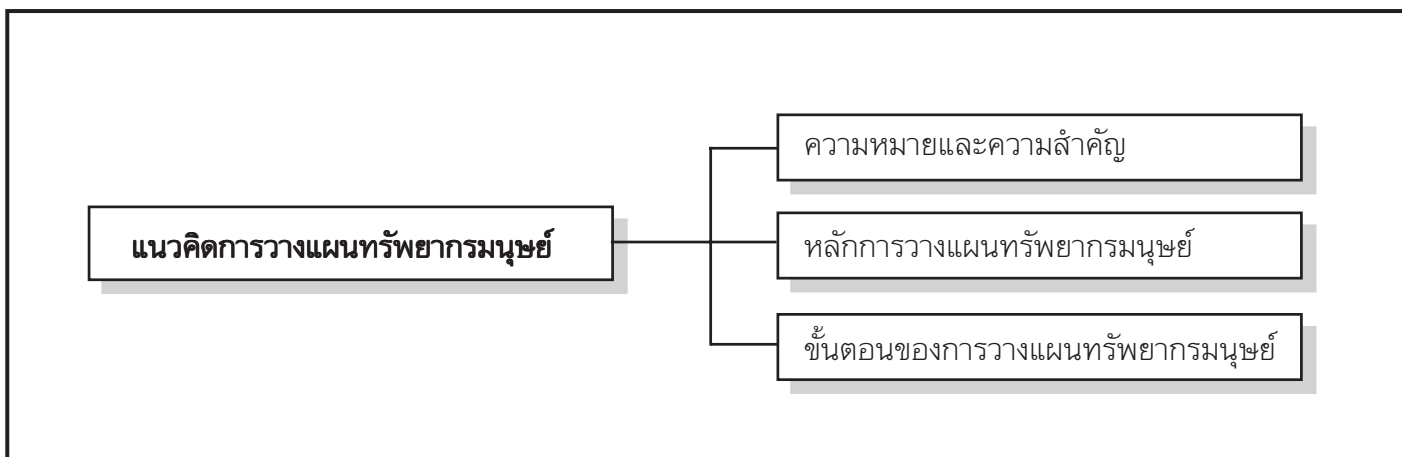 แนวคิดการวางแผนทรัพยากรมนุษย์
ความหมายและความสำคัญ
หลักการวางแผนทรัพยากรมนุษย์
ขั้นตอนของการวางแผนทรัพยากรมนุษย์